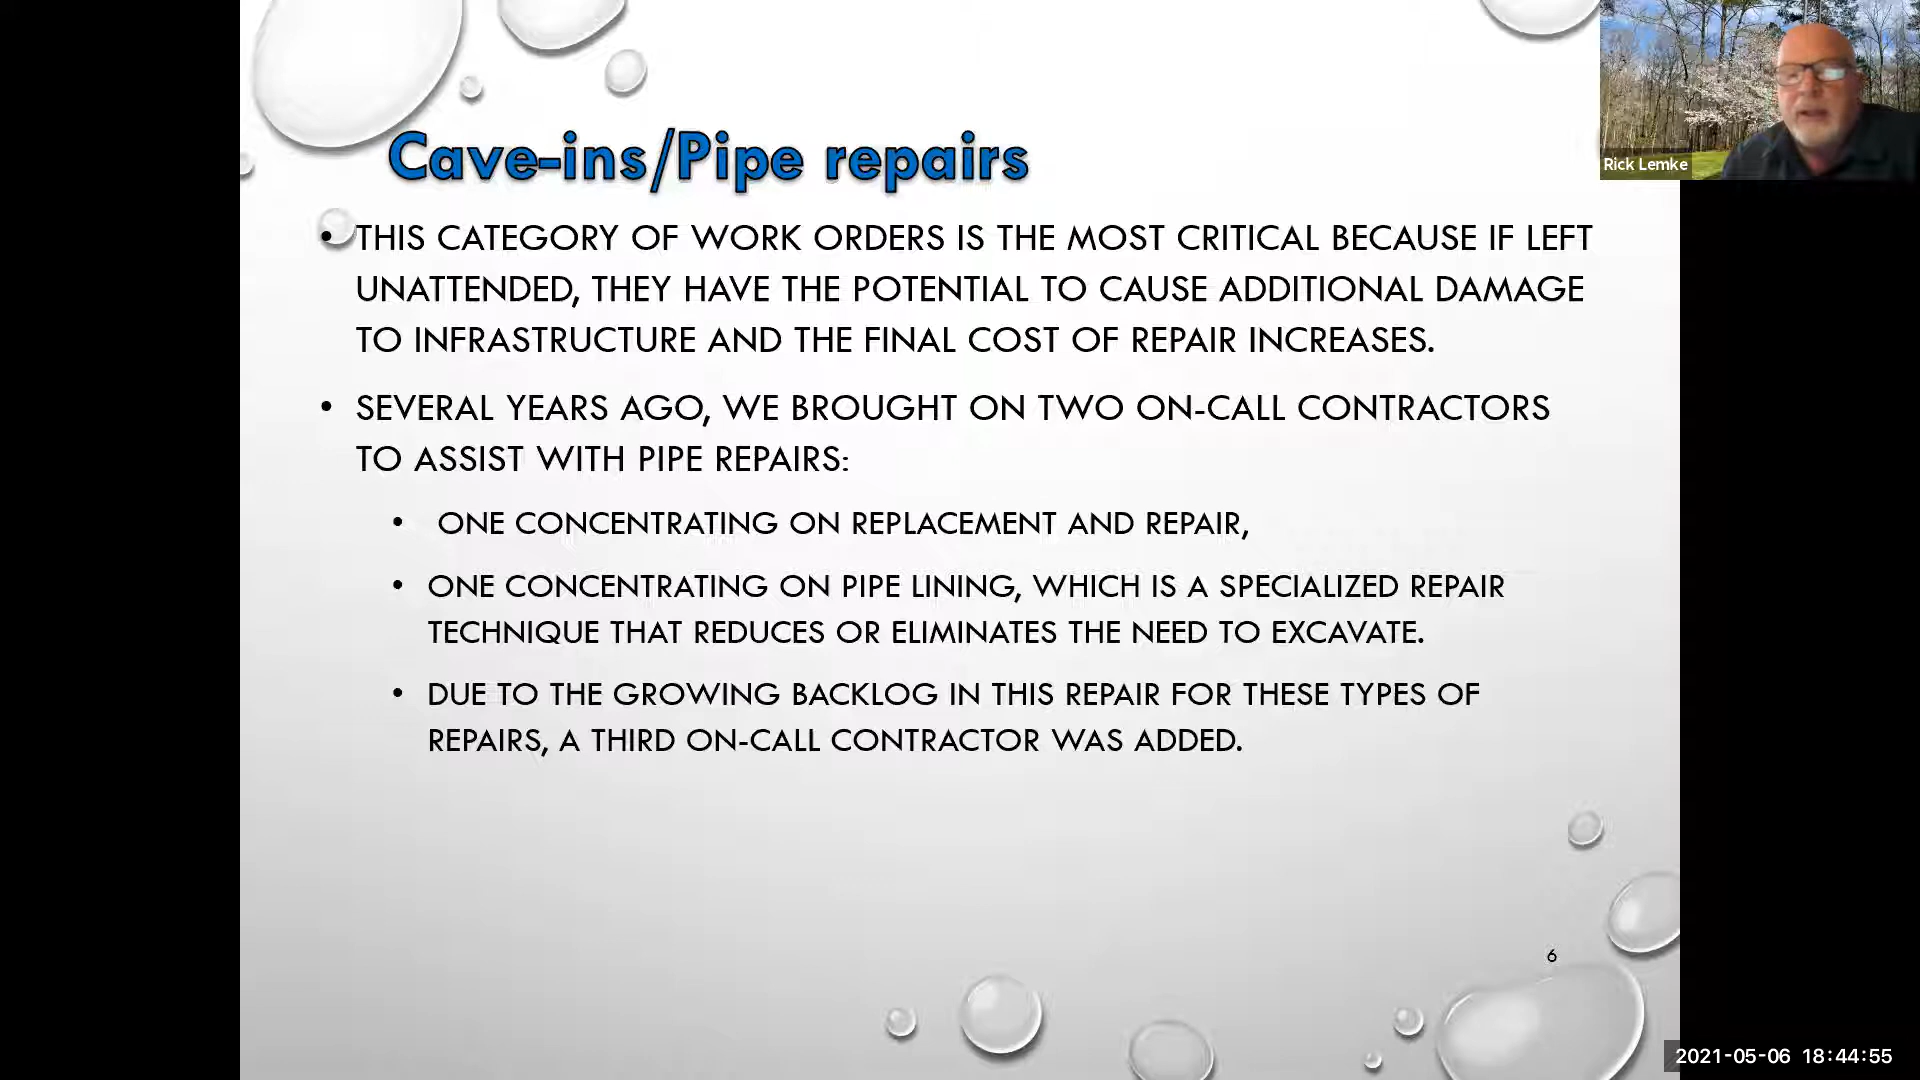 Cave-ins/Pipe repairs
Rick Lemke
• THIS CATEGORY OF WORK ORDERS IS THE MOST CRITICAL BECAUSE IF LEFT
UNATTENDED, THEY HAVE THE POTENTIAL TO CAUSE ADDITIONAL DAMAGE
TO INFRASTRUCTURE AND THE FINAL COST OF REPAIR INCREASES.
• SEVERAL YEARS AGO, WE BROUGHT ON TWO ON-CALL CONTRACTORS
TO ASSIST WITH PIPE REPAIRS:
• ONE CONCENTRATING ON REPLACEMENT AND REPAIR,
• ONE CONCENTRATING ON PIPE LINING, WHICH IS A SPECIALIZED REPAIR
TECHNIQUE THAT REDUCES OR ELIMINATES THE NEED TO EXCAVATE.
• DUE TO THE GROWING BACKLOG IN THIS REPAIR FOR THESE TYPES OF
REPAIRS, A THIRD ON-CALL CONTRACTOR WAS ADDED.
6
2021-05-06 18:44:55